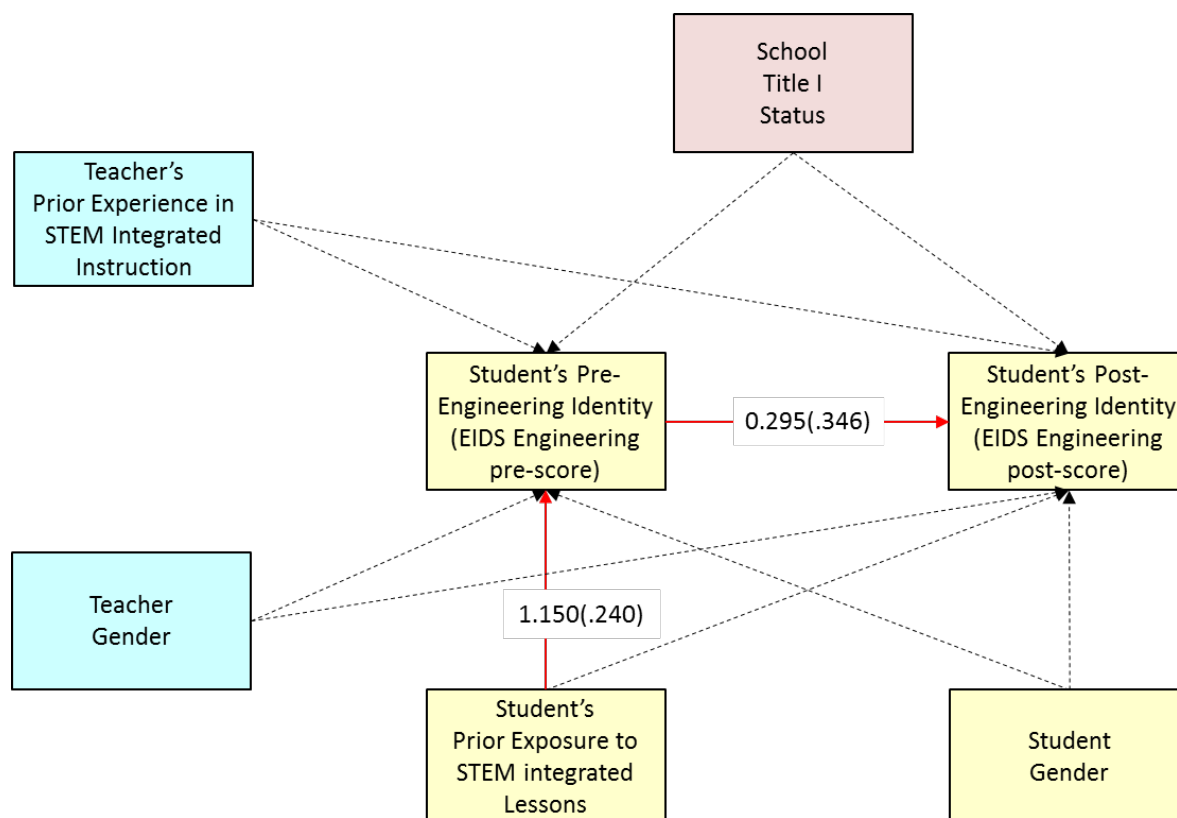 School
Title I
Status
Teacher’s
Prior Experience in
STEM Integrated
Instruction
Student’s Pre-
Engineering Identity
(EIDS Engineering
pre-score)
0.295(.346)
Student’s Post-
Engineering Identity
(EIDS Engineering
post-score)
Teacher
Gender
1.150(.240)
Student’s
Prior Exposure to
STEM integrated
Lessons
Student
Gender